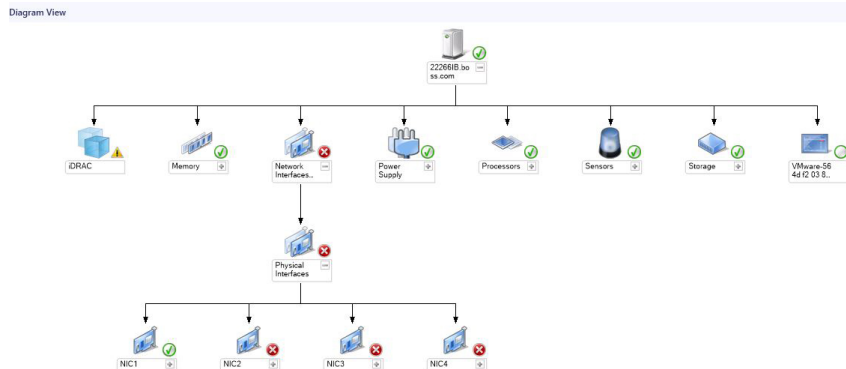 Diagram View
22266IB.bo
ss.com
iDRAC
Memory
Network
Interfaces...
Power
Supply
Processors
Sensors
Storage
VMware-56
4d f2 03 8...
Physical
Interfaces
NIC1
NIC2
NIC3
NIC4